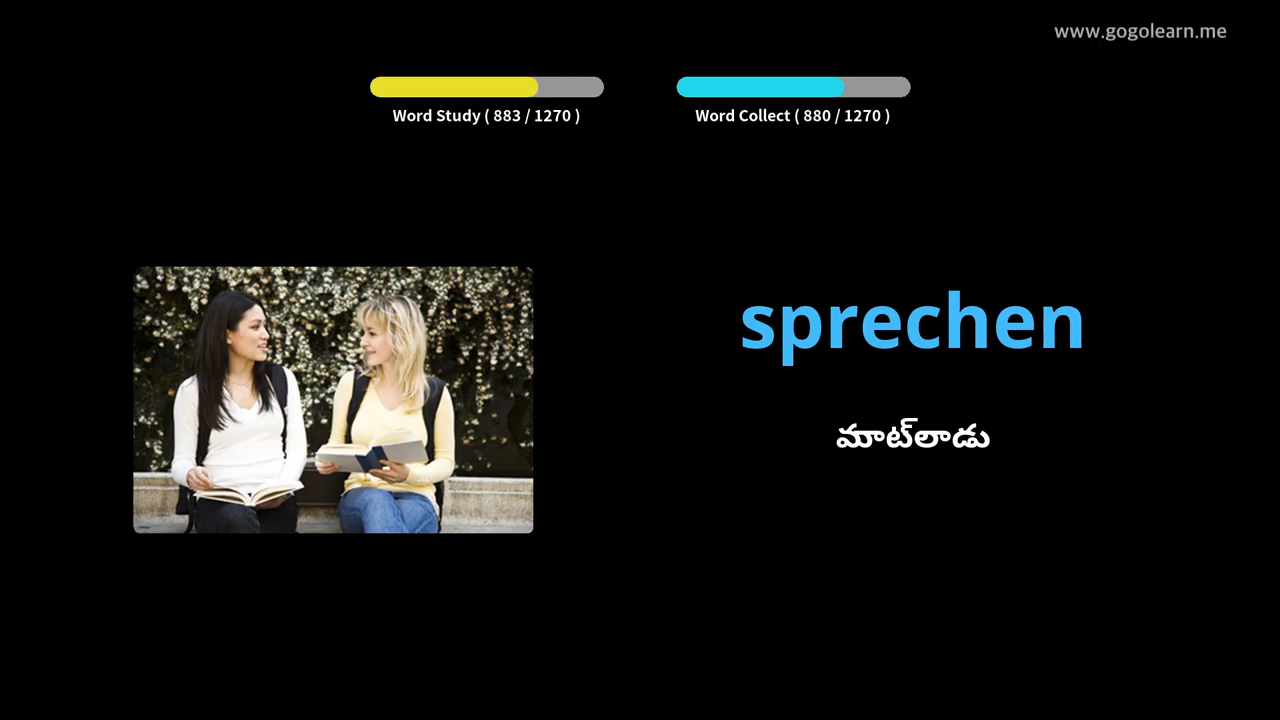 www.gogolearn.me
Word Study ( 883 / 1270 )
Word Collect ( 880 / 1270 )
sprechen
మాట్‌లాడు